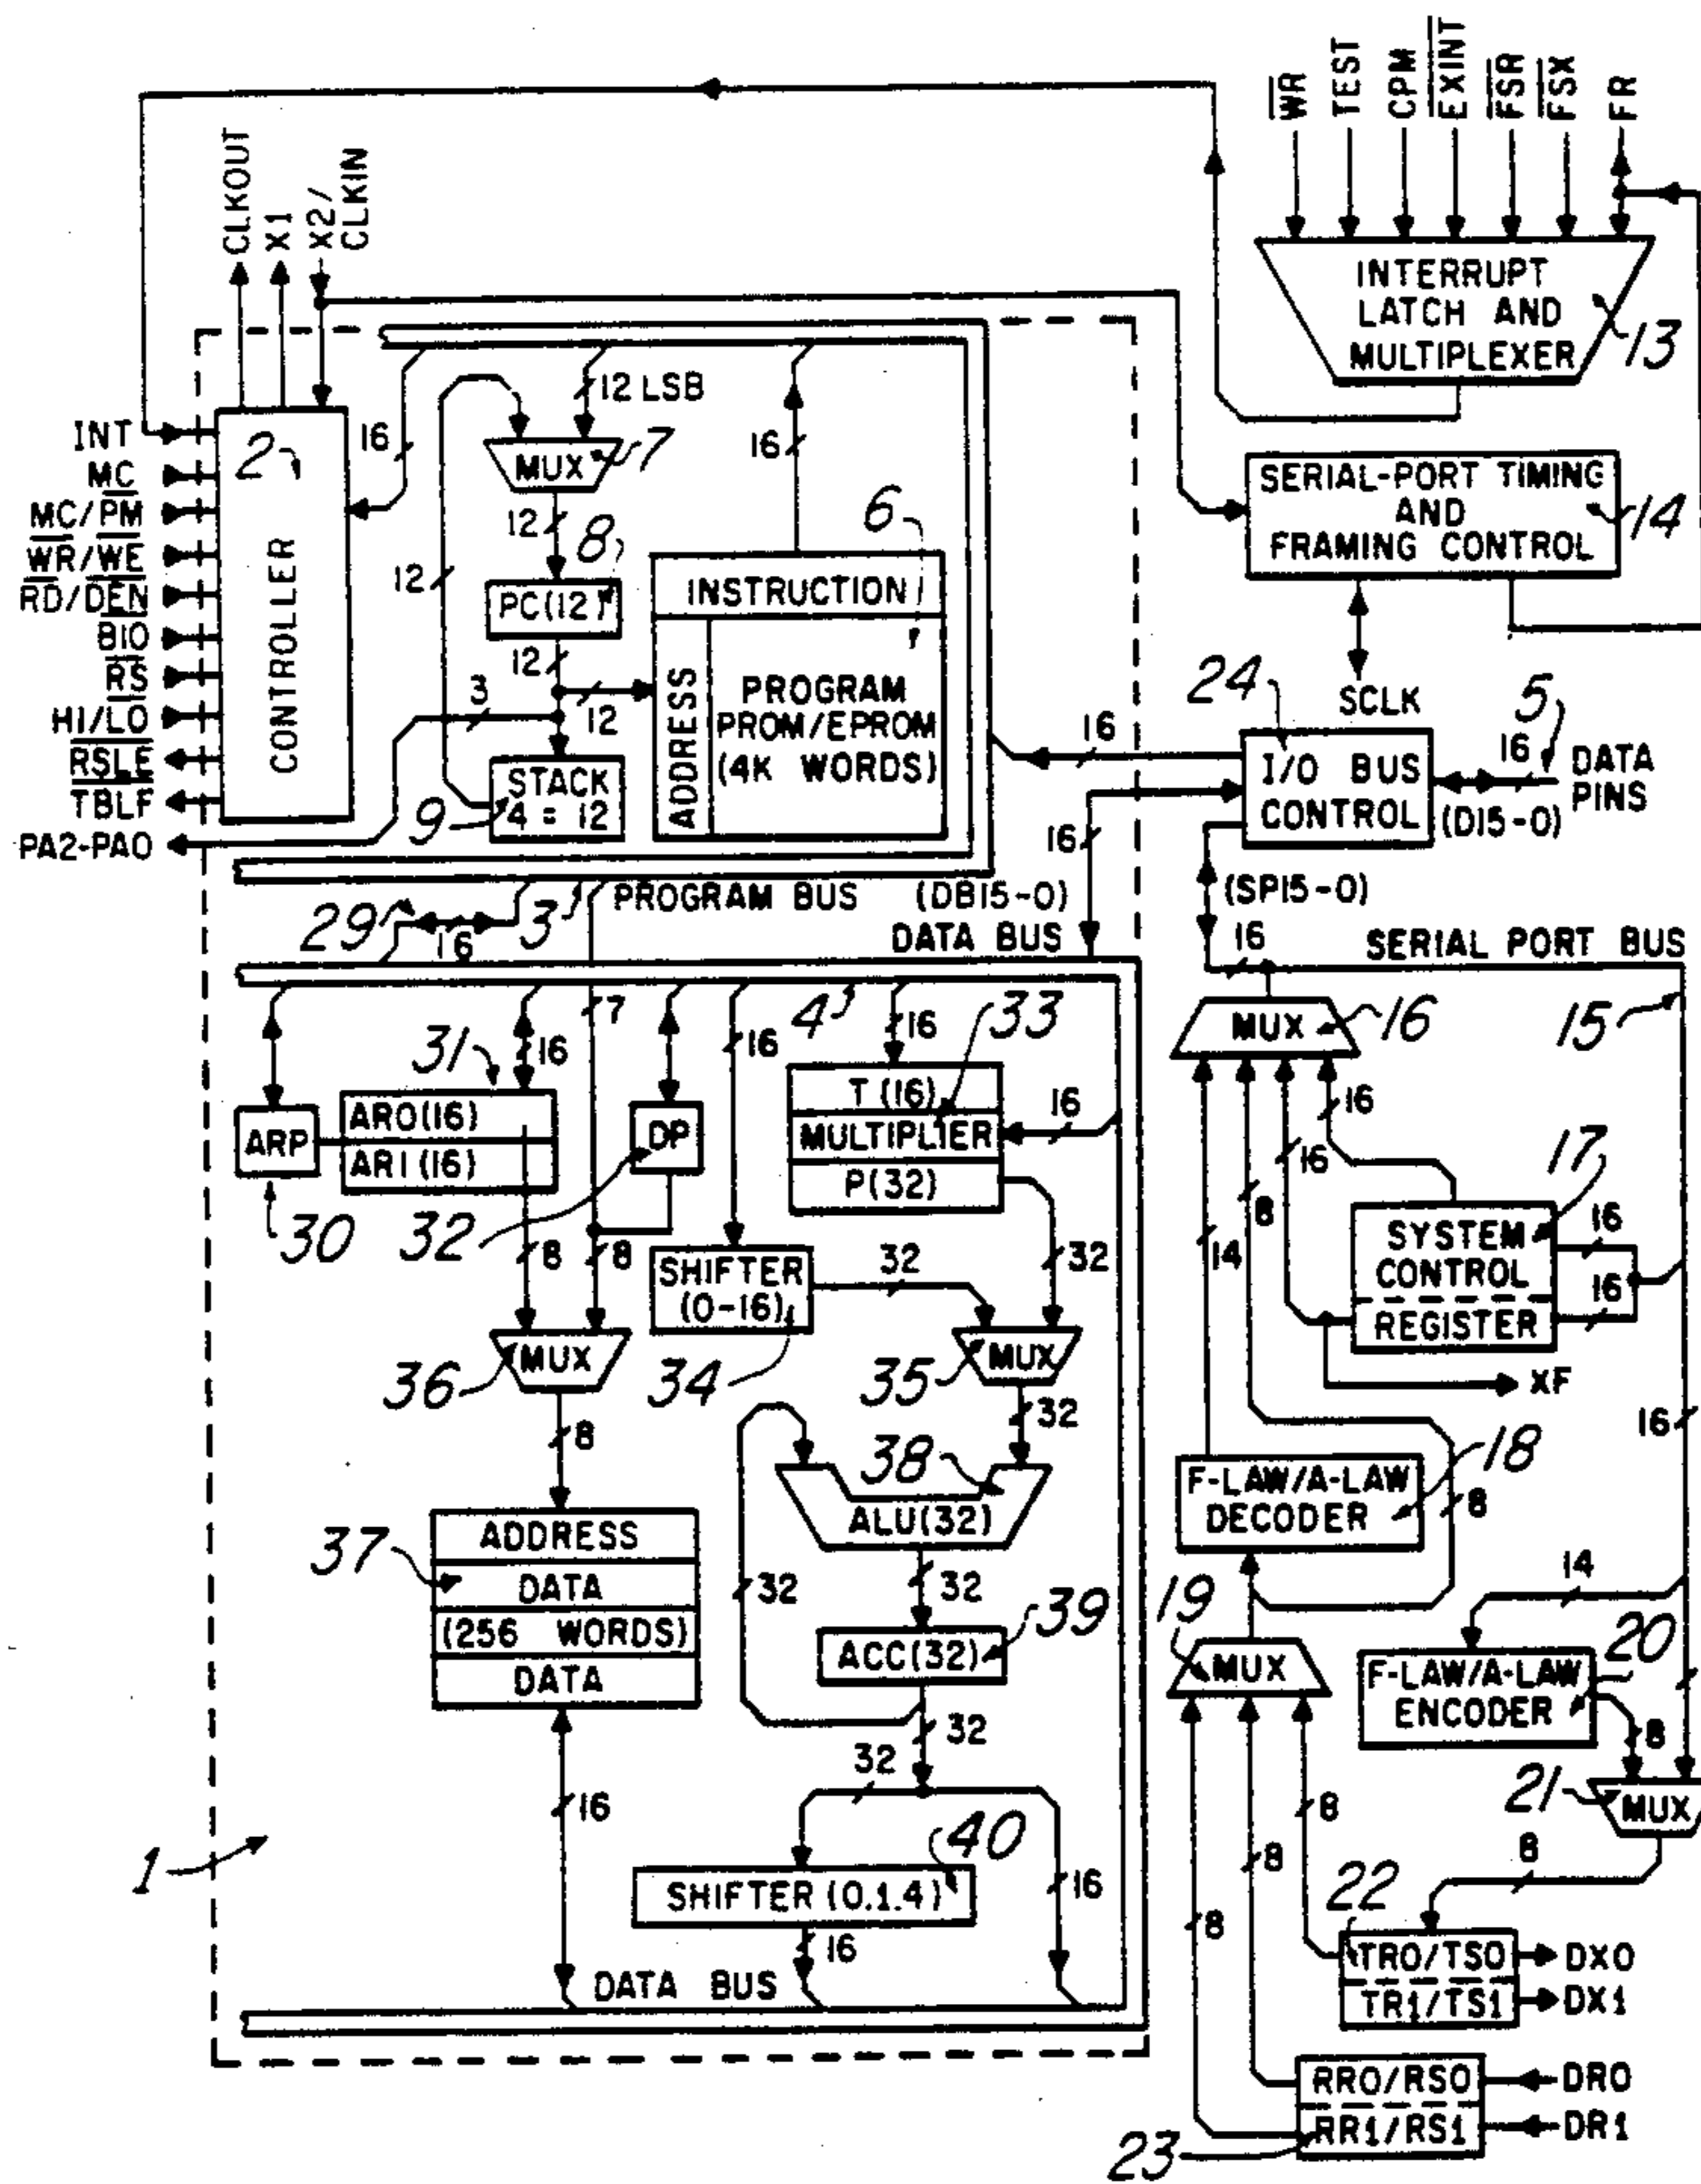 WR
TEST
CPM
EXINT
FSR
FSX
FR
CLKOUT
X1
X2/
CLKIN
INTERRUPT
LATCH AND
MULTIPLEXER
13
INT
MC
MC/PM
WR/WE
RD/DEN
BIO
RS
HI/LO
RSLE
TBLF
PA2-PA0
2
CONTROLLER
16
12 LSB
MUX
7
16
12
8
12
PC(12)
12
3
12
STACK
4 = 12
9
6
INSTRUCTION
ADDRESS
PROGRAM
PROM/EPROM
(4K WORDS)
SERIAL-PORT TIMING
AND
FRAMING CONTROL
14
SCLK
24
16
I/O BUS
CONTROL
5
16
DATA
PINS
(D15-0)
16
(SP15-0)
29
16
3
PROGRAM BUS
(DB15-0)
DATA BUS
16
SERIAL PORT BUS
15
MUX
16
7
31
16
16
4
16
33
ARP
30
AR0(16)
AR1(16)
DP
32
T(16)
MULTIPLIER
P(32)
16
8
8
SHIFTER
(0-16)
34
32
32
MUX
36
MUX
35
32
8
14
8
16
16
17
SYSTEM
CONTROL
REGISTER
16
16
XF
16
38
ALU(32)
32
32
ACC(32)
39
32
32
37
ADDRESS
DATA
(256 WORDS)
DATA
16
1
40
SHIFTER (0.1.4)
16
16
DATA BUS
F-LAW/A-LAW
DECODER
18
8
14
19
MUX
20
F-LAW/A-LAW
ENCODER
8
21
MUX
8
8
8
8
22
TR0/TS0
TR1/TS1
DX0
DX1
RR0/RS0
RR1/RS1
DR0
DR1
23